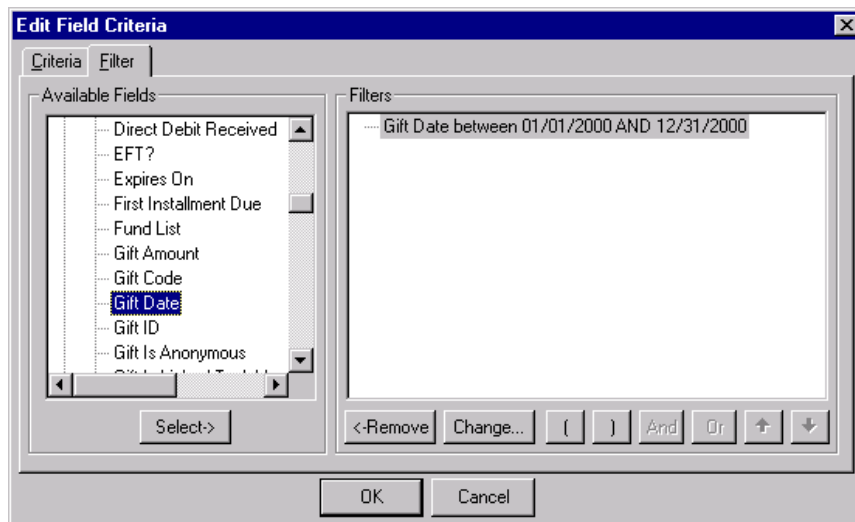 Edit Field Criteria
Criteria Filter
Available Fields
Direct Debit Received
EFT?
Expires On
First Installment Due
Fund List
Gift Amount
Gift Code
Gift Date
Gift ID
Gift Is Anonymous
Select->
Filters
Gift Date between 01/01/2000 AND 12/31/2000
<-Remove Change... ( ) And Or
OK Cancel